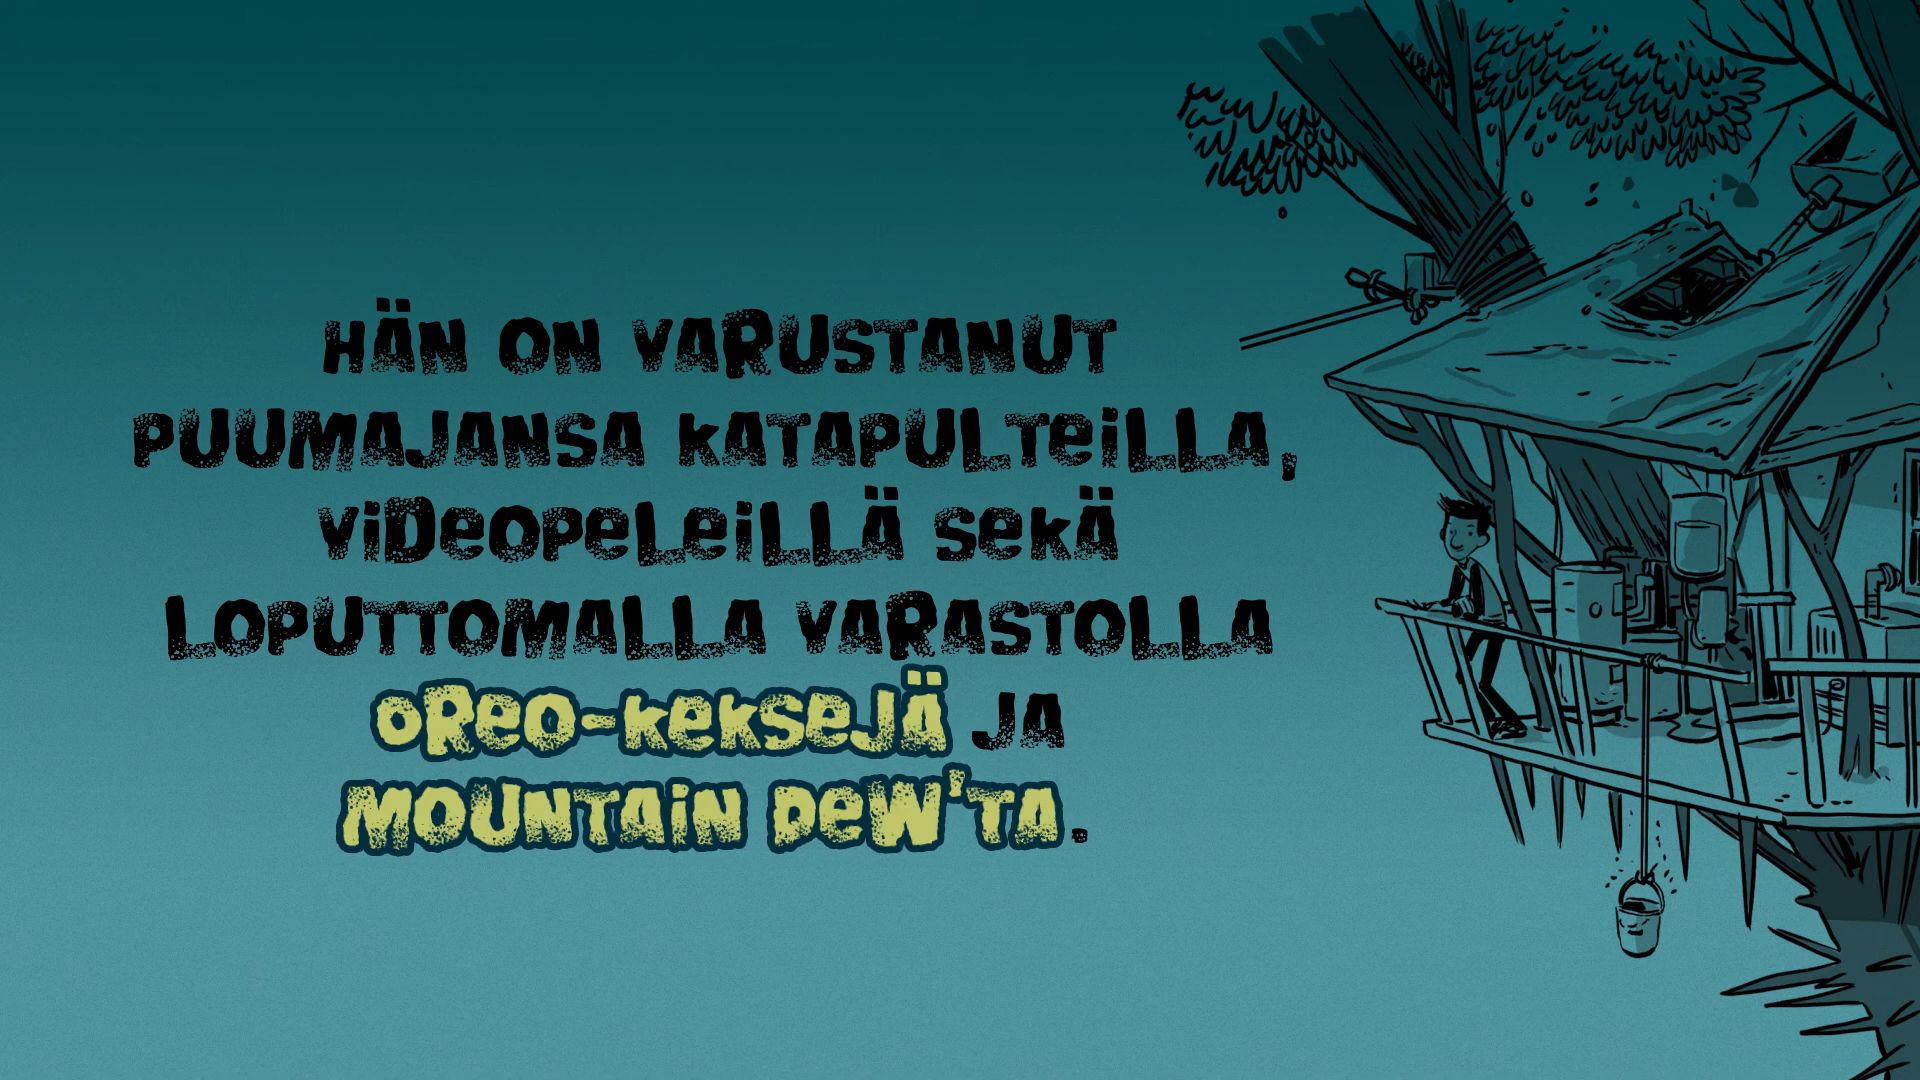 HÄN ON VARUSTANUT
PUUMAJANSA KATAPULTEILLA,
VIDEOPELEILLÄ SEKÄ
LOPUTTOMALLA VARASTOLLA
OREO-KEKSEJÄ JA
MOUNTAIN DEW'TA.